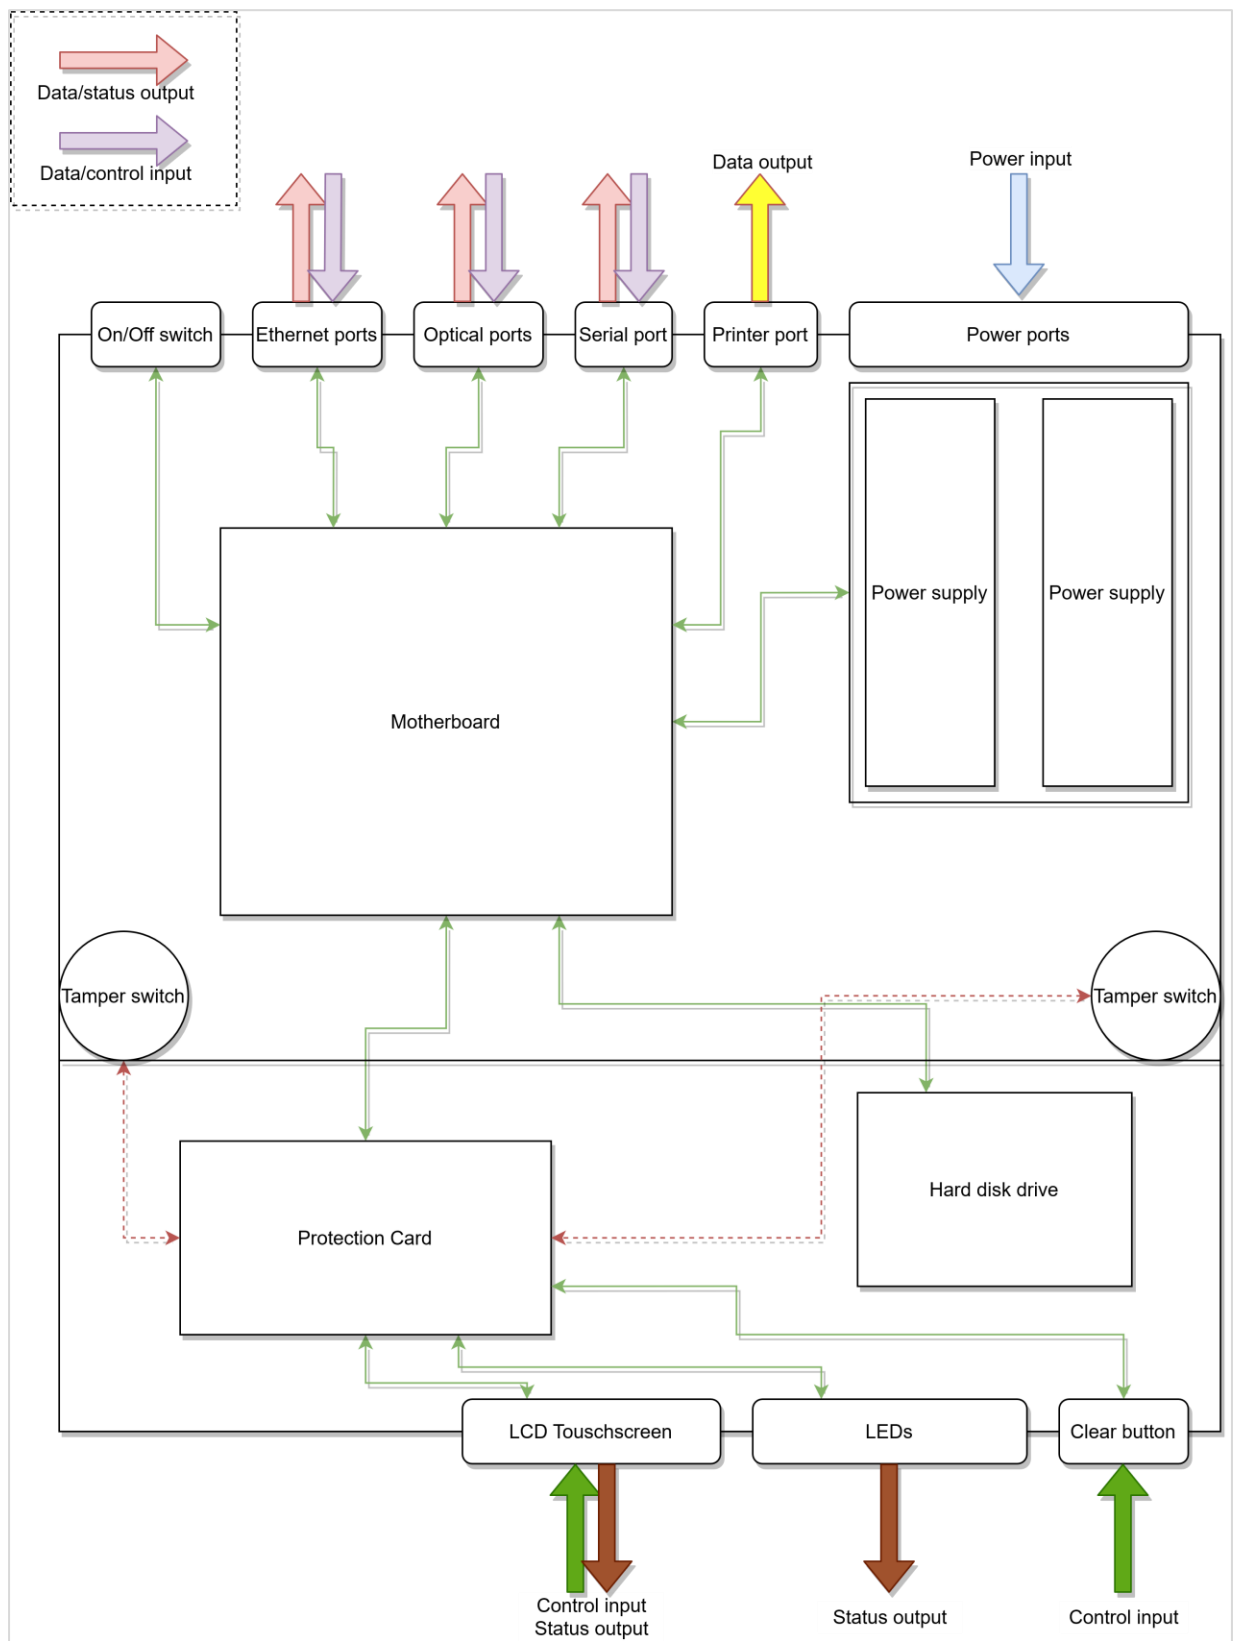 Data/status output
Data/control input
Data output
Power input
On/Off switch
Ethernet ports
Optical ports
Serial port
Printer port
Power ports
Power supply
Power supply
Motherboard
Tamper switch
Tamper switch
Hard disk drive
Protection Card
LCD Touschscreen
LEDs
Clear button
Control input
Status output
Status output
Control input